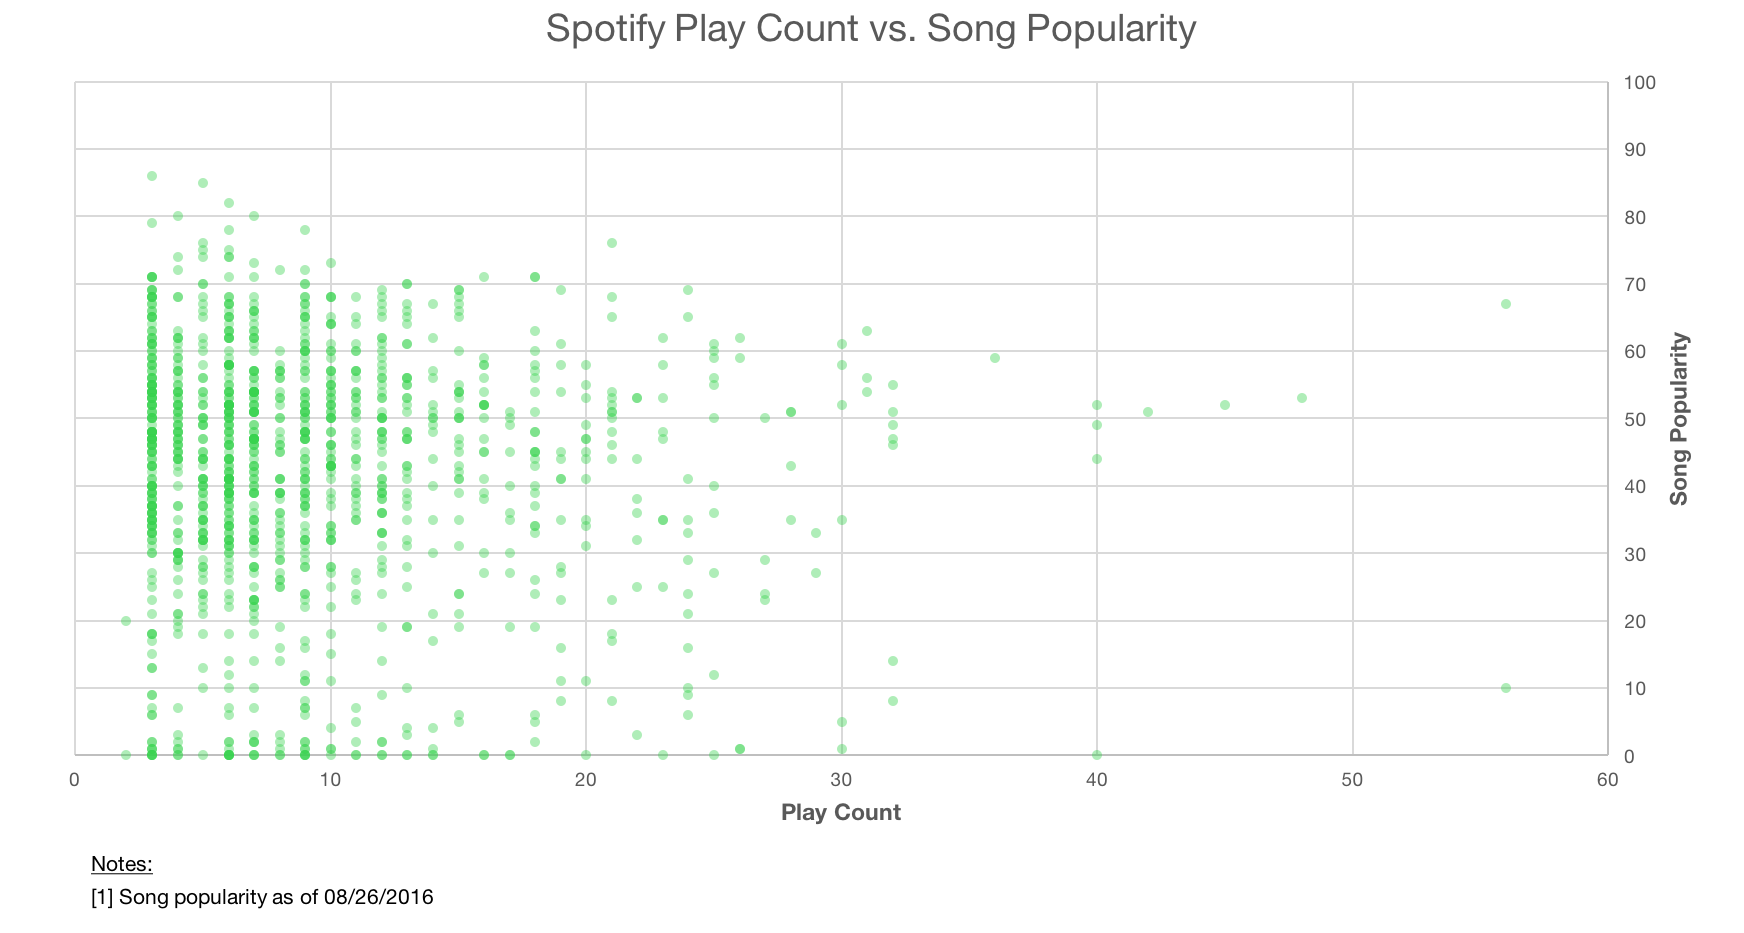 Spotify Play Count vs. Song Popularity
100
90
80
70
60
50
40
30
20
10
0
Song Popularity
0 10 20 30 40 50 60
Play Count
Notes:
[1] Song popularity as of 08/26/2016